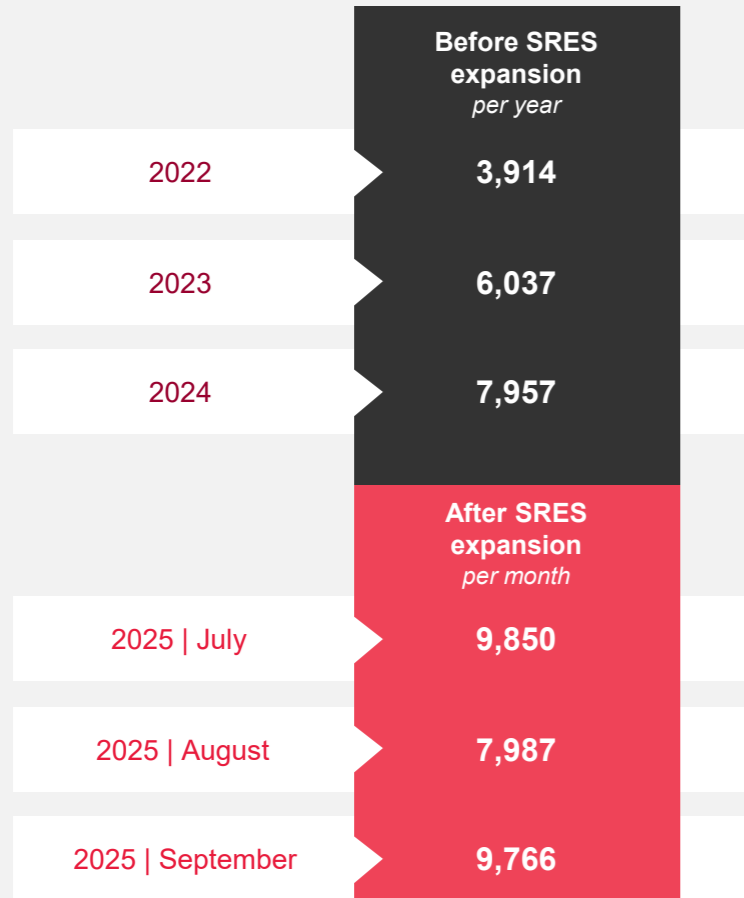 Before SRES
expansion
per year
2022
3,914
2023
6,037
2024
7,957
After SRES
expansion
per month
2025 | July
9,850
2025 | August
7,987
2025 | September
9,766